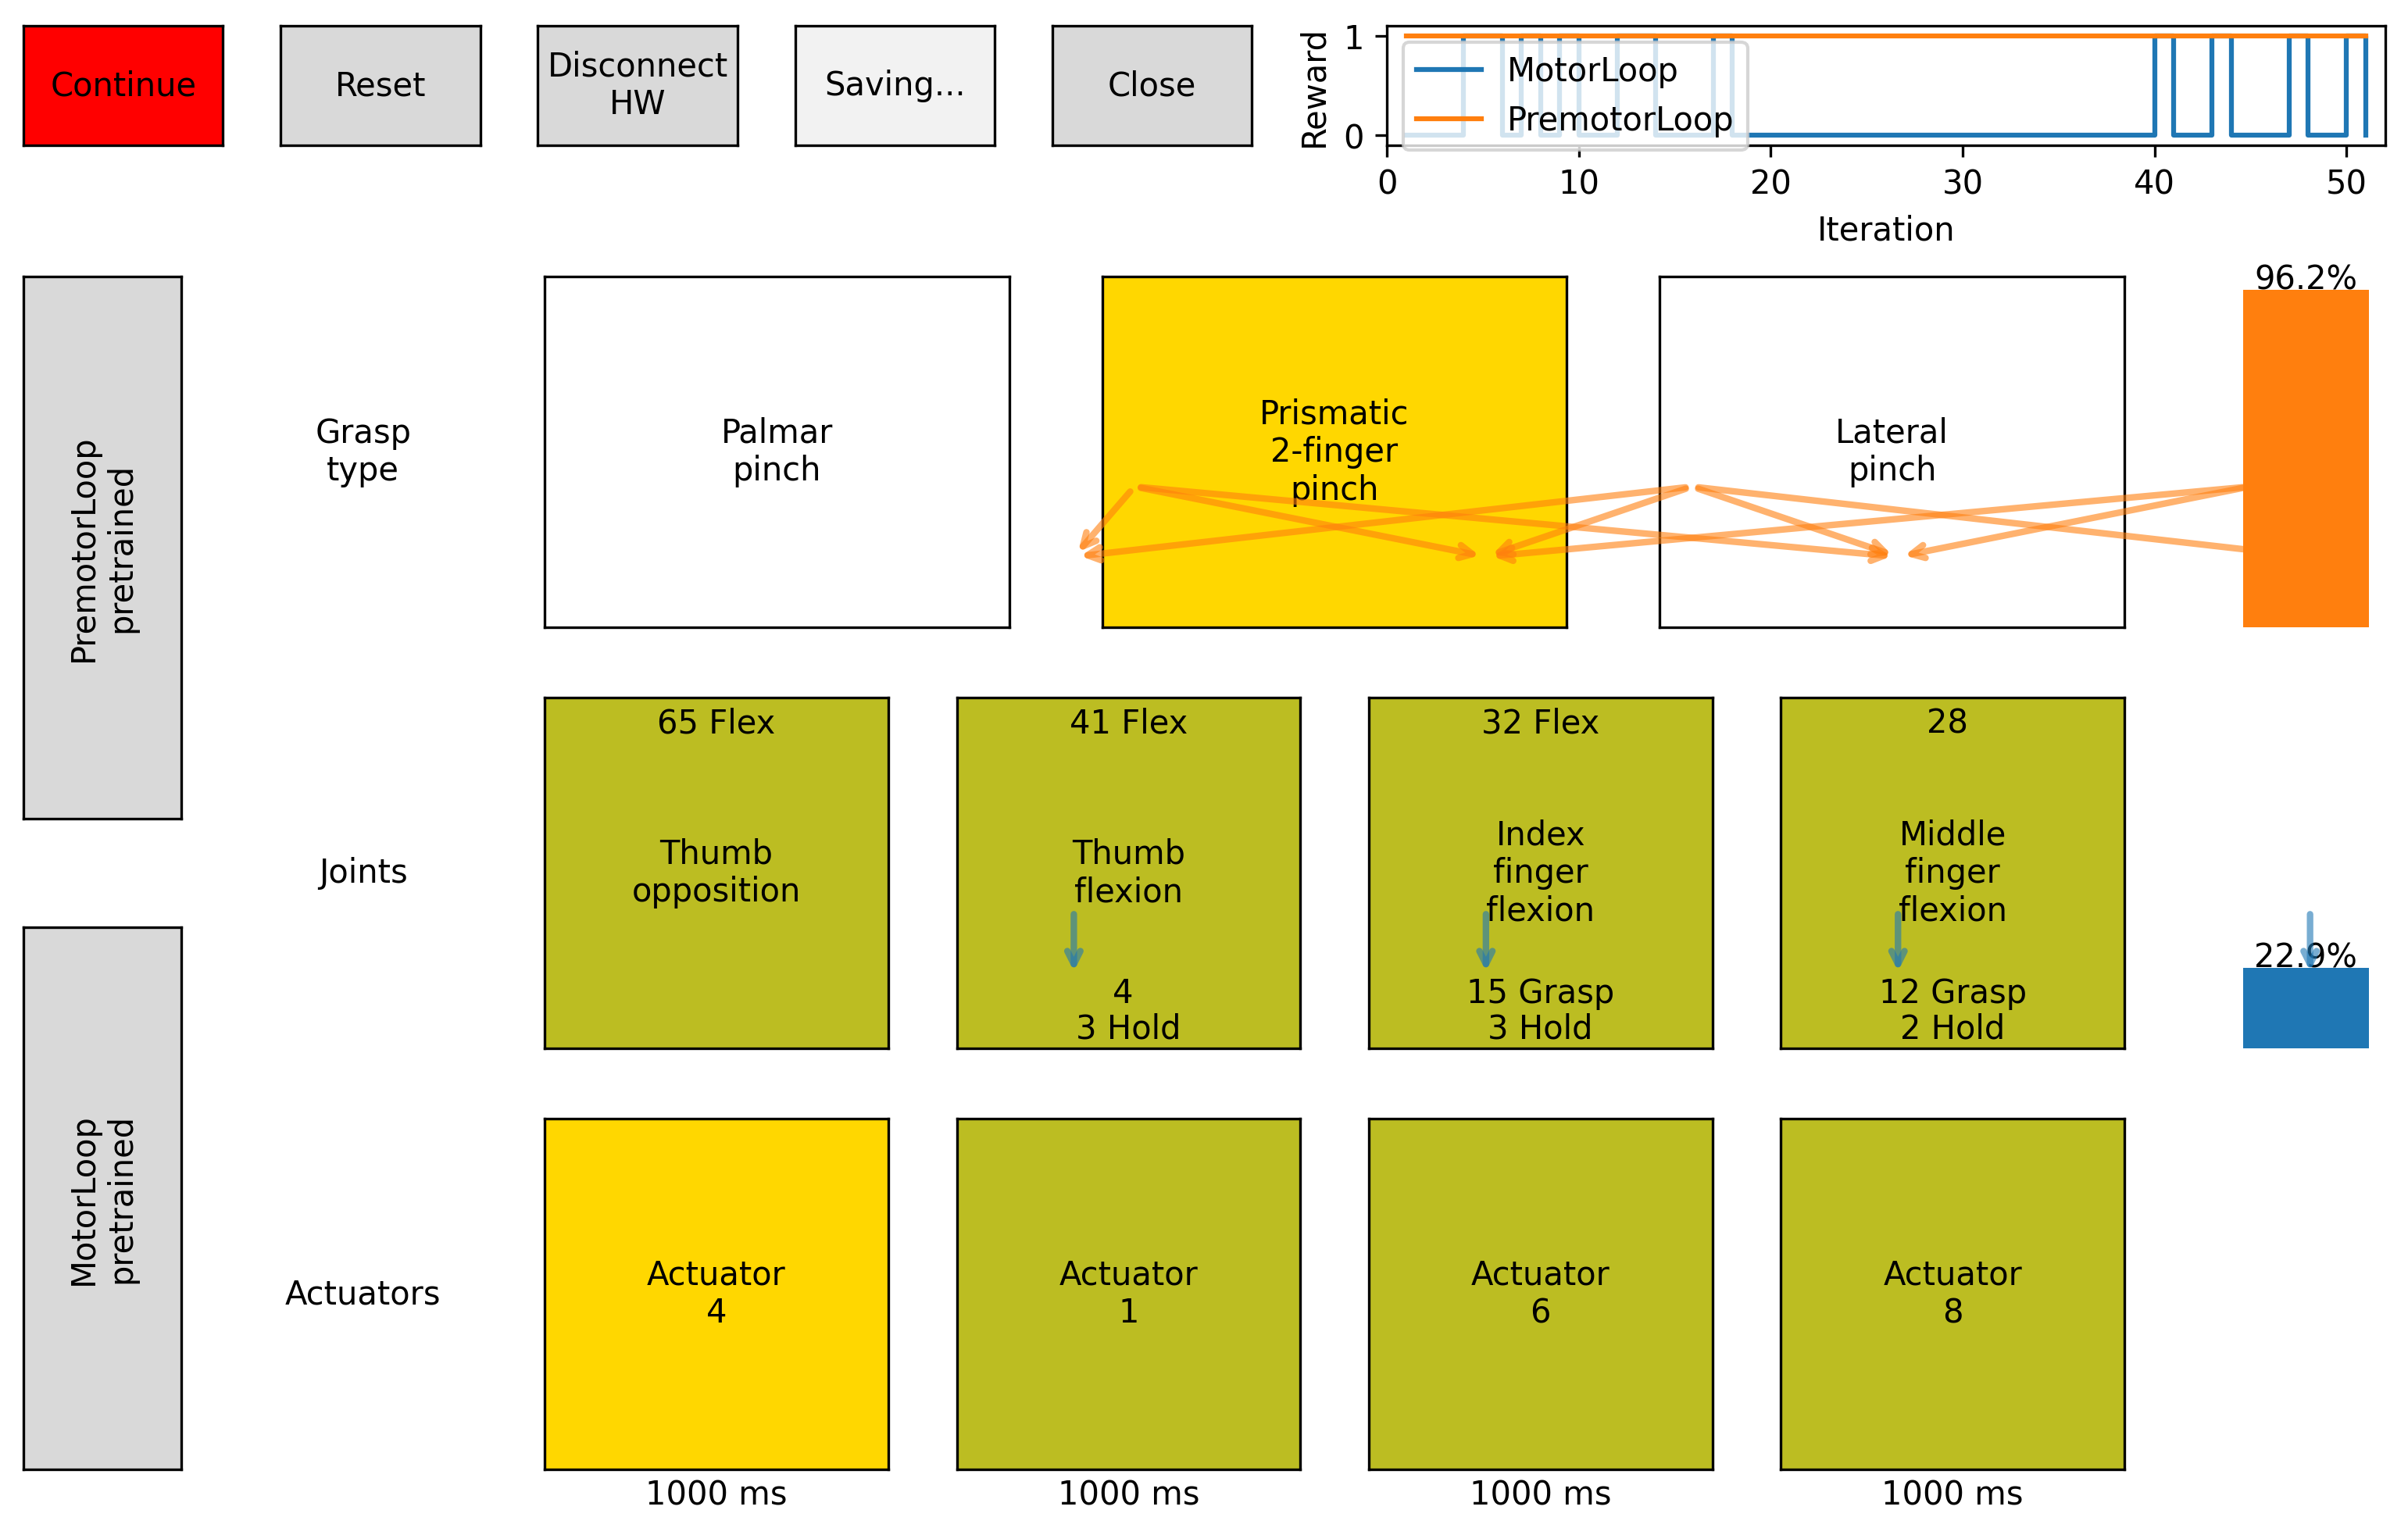 Continue
Reset
Disconnect
HW
Saving...
Close
Reward
1
0
MotorLoop
PremotorLoop
0 10 20 30 40 50
Iteration
PremotorLoop
pretrained
Grasp
type
Palmar
pinch
Prismatic
2-finger
pinch
Lateral
pinch
96.2%
Joints
65 Flex
Thumb
opposition
41 Flex
Thumb
flexion
4
3 Hold
32 Flex
Index
finger
flexion
15 Grasp
3 Hold
28
Middle
finger
flexion
12 Grasp
2 Hold
22.9%
MotorLoop
pretrained
Actuators
Actuator
4
Actuator
1
Actuator
6
Actuator
8
1000 ms
1000 ms
1000 ms
1000 ms